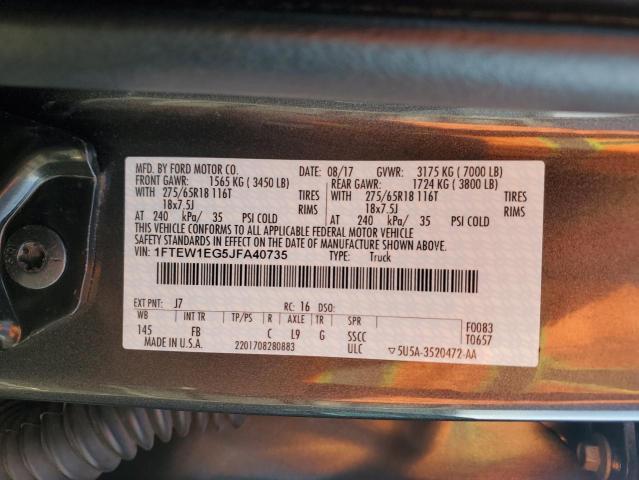 MFD. BY FORD MOTOR CO. DATE: 08/17 GVWR: 3175 KG ( 7000 LB)
FRONT GAWR: 1565 KG ( 3450 LB) REAR GAWR: 1724 KG ( 3800 LB)
WITH 275/65R18 116T TIRES WITH 275/65R18 116T TIRES
18x7.5J RIMS 18x7.5J RIMS
AT 240 kPa/ 35 PSI COLD AT 240 kPa/ 35 PSI COLD
THIS VEHICLE CONFORMS TO ALL APPLICABLE FEDERAL MOTOR VEHICLE
SAFETY AND THEFT PREVENTION STANDARDS IN EFFECT ON THE DATE OF MANUFACTURE SHOWN ABOVE.
VIN: 1FTEW1EG5JFA40735 TYPE: Truck
EXT PNT: J7 RC: 16 DSO: F0083
WB INT TR TP/PS R AXLE TR SPR T0657
145 FB C L9 G SSCC
MADE IN U.S.A. 2201708280883 ULC ▽5U5A-3520472-AA